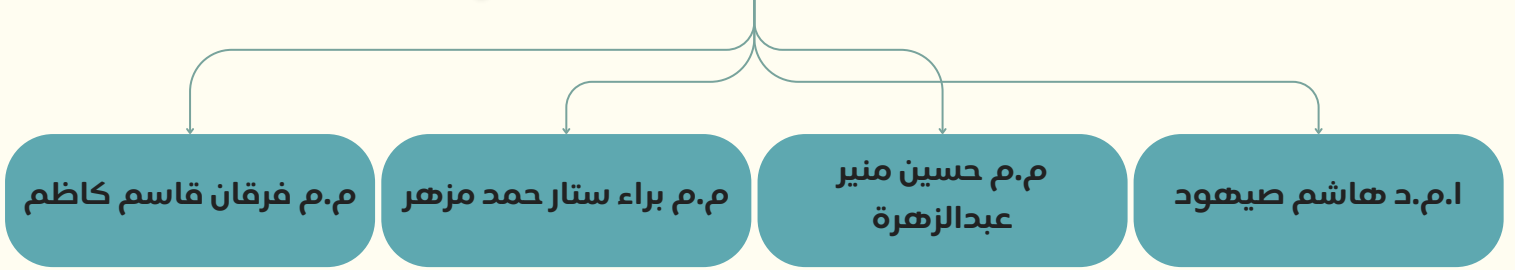 ا.م.د هاشم صيهود
م.م حسين منير
عبدالزهرة
م.م براء ستار حمد مزهر
م.م فرقان قاسم كاظم